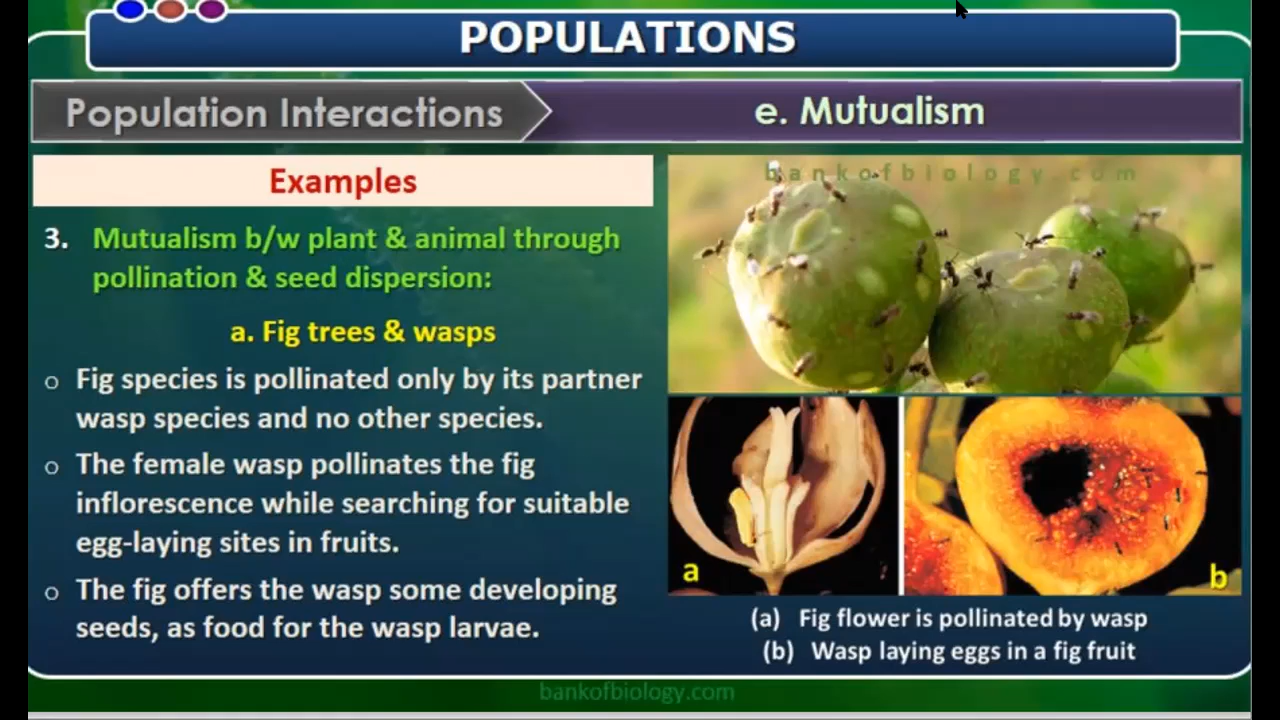 POPULATIONS
Population Interactions
e. Mutualism
Examples
3. Mutualism b/w plant & animal through
pollination & seed dispersion:
a. Fig trees & wasps
o Fig species is pollinated only by its partner
wasp species and no other species.
o The female wasp pollinates the fig
inflorescence while searching for suitable
egg-laying sites in fruits.
o The fig offers the wasp some developing
seeds, as food for the wasp larvae.
bankofbiology.com
a
b
(a) Fig flower is pollinated by wasp
(b) Wasp laying eggs in a fig fruit
bankofbiology.com